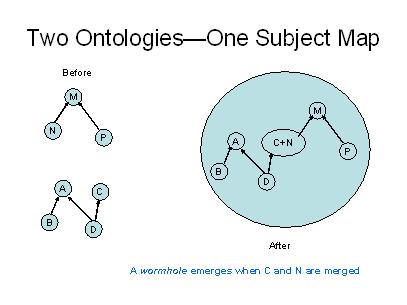 Two Ontologies—One Subject Map
Before
M
N
P
A
C
B
D
M
A
C+N
P
B
D
After
A wormhole emerges when C and N are merged